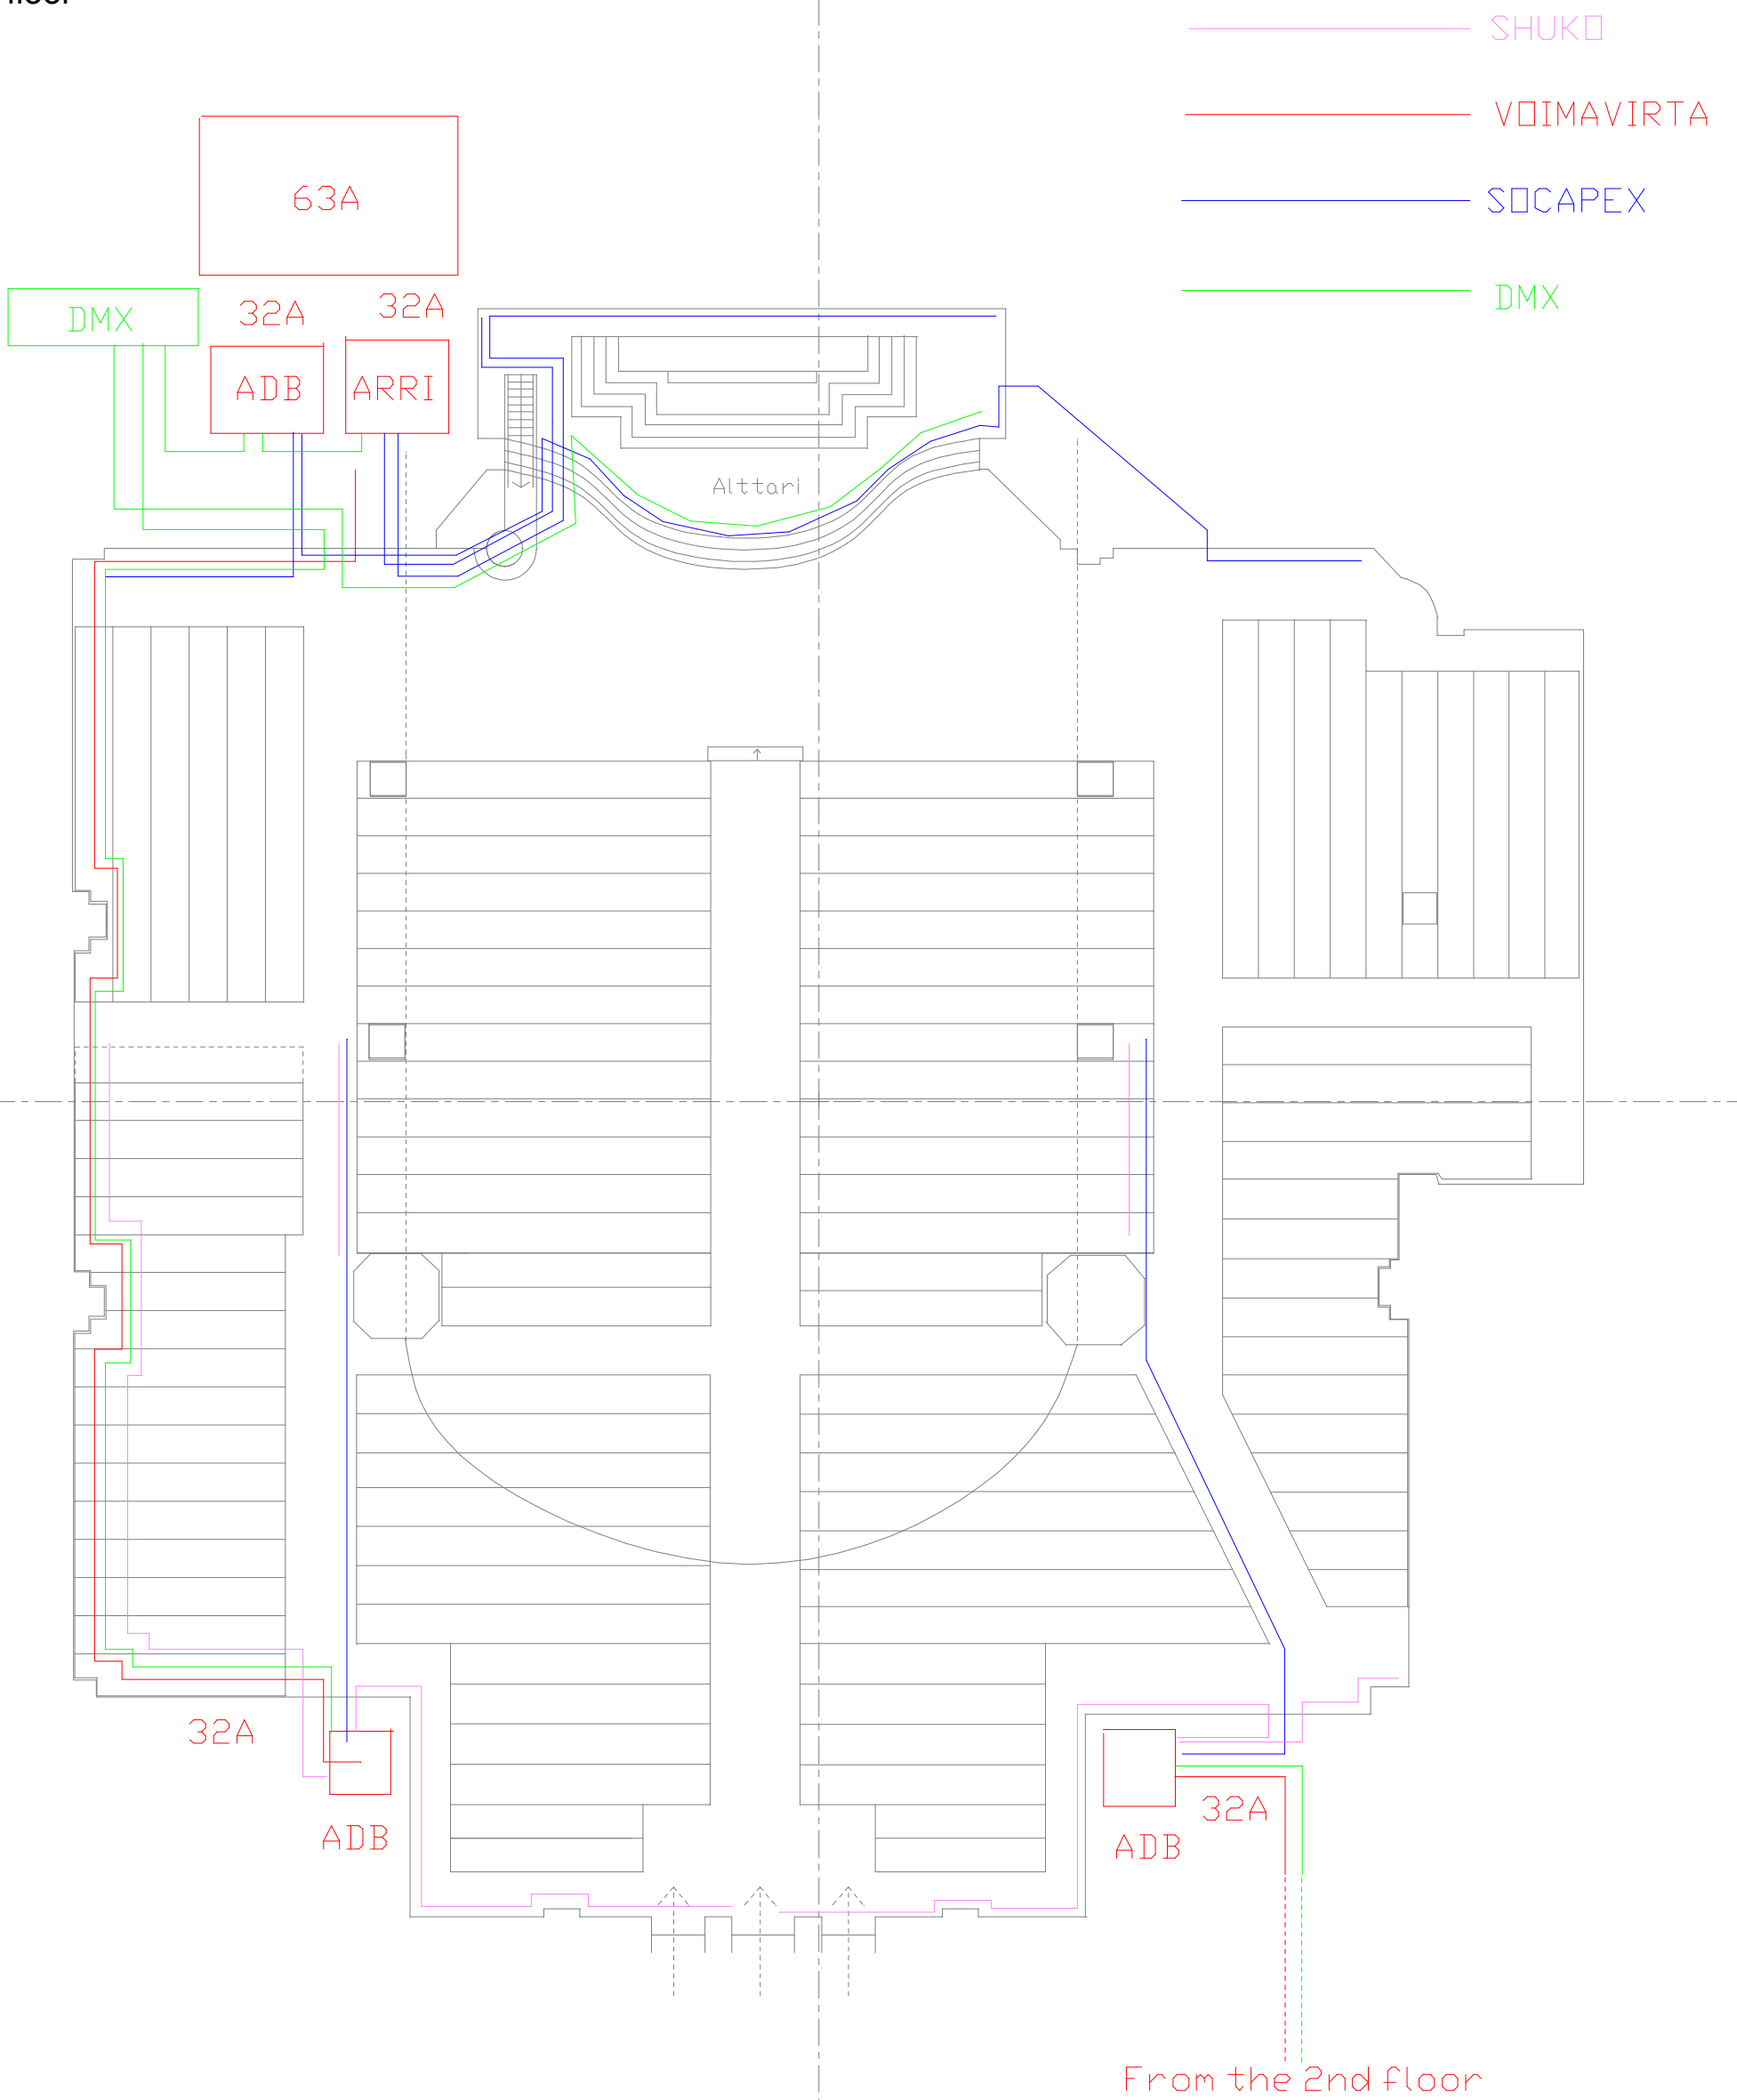 floor
SHUKO
VOIMAVIRTA
63A
SOCAPEX
DMX
DMX
32A
32A
ADB
ARRI
Alttari
32A
ADB
32A
ADB
From the 2nd floor